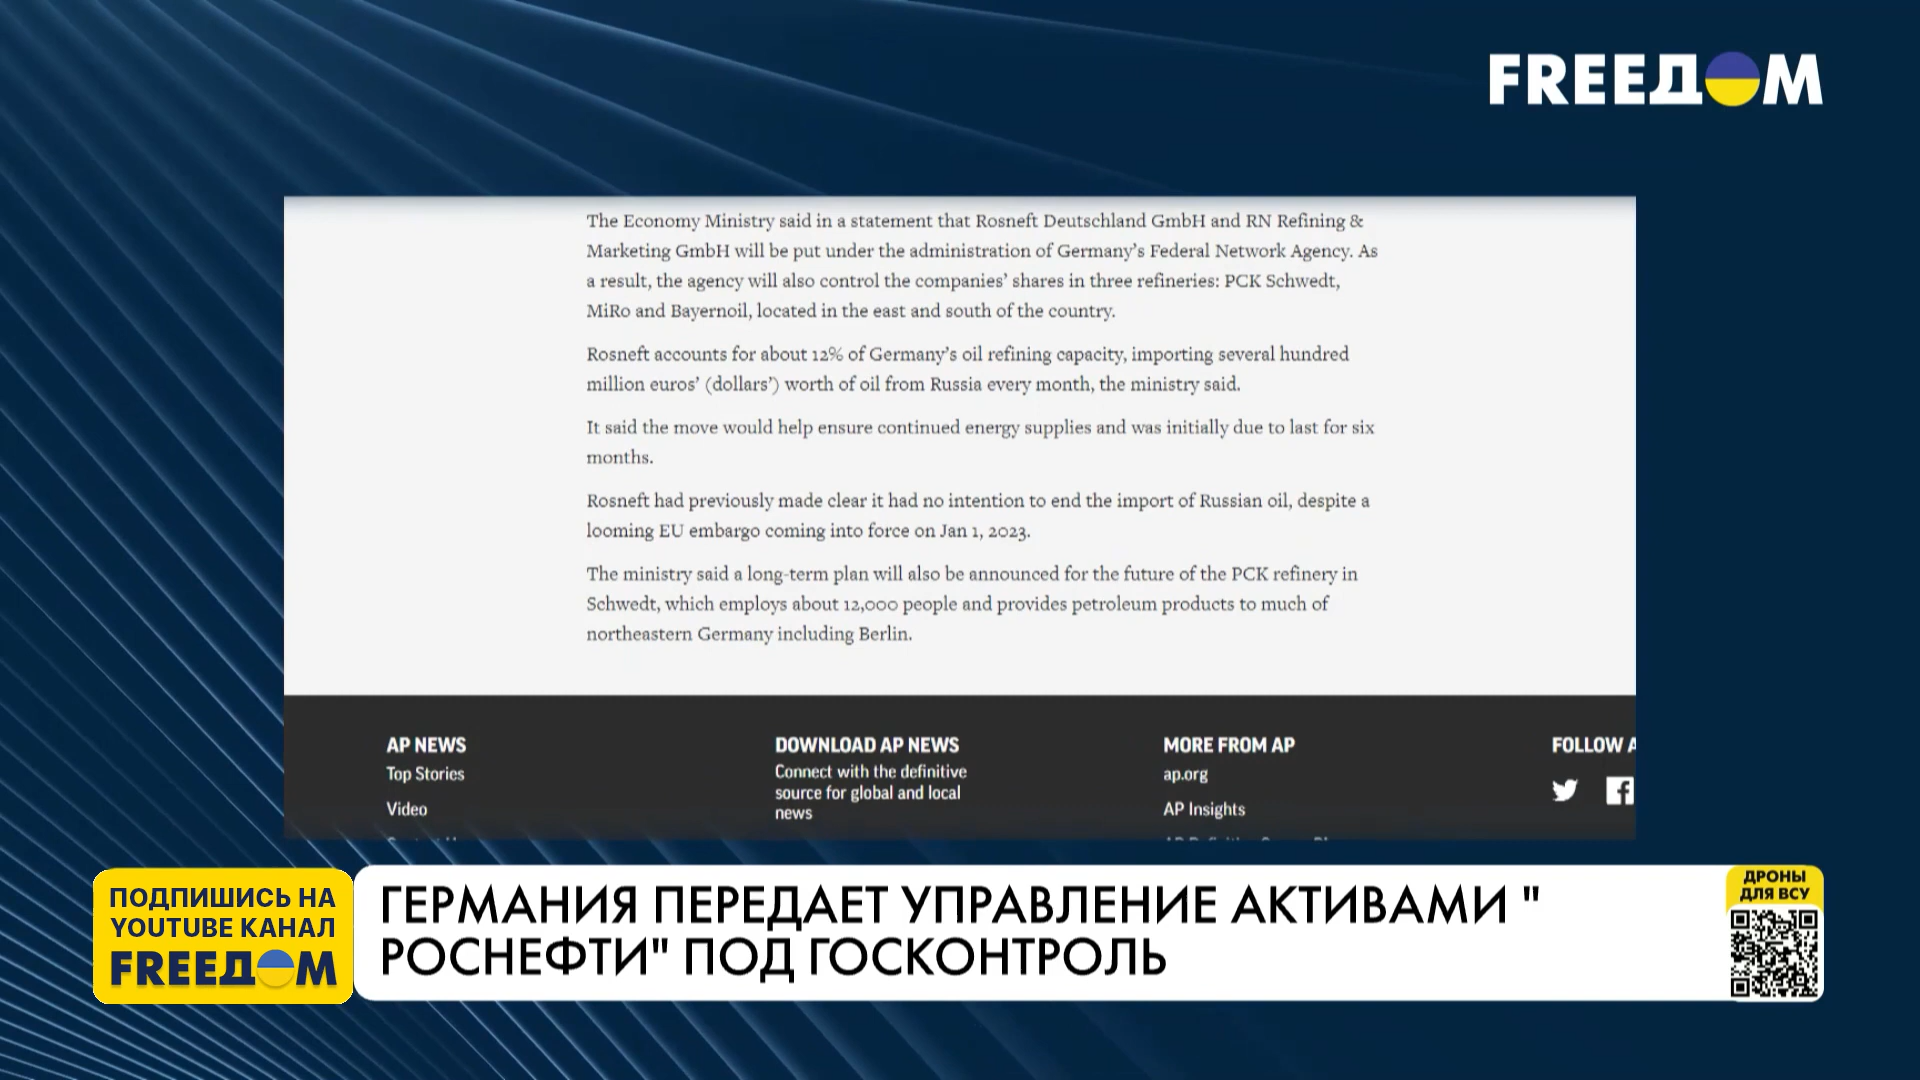 FREEДOM
The Economy Ministry said in a statement that Rosneft Deutschland GmbH and RN Refining &
Marketing GmbH will be put under the administration of Germany’s Federal Network Agency. As
a result, the agency will also control the companies’ shares in three refineries: PCK Schwedt,
MiRo and Bayernoil, located in the east and south of the country.
Rosneft accounts for about 12% of Germany’s oil refining capacity, importing several hundred
million euros’ (dollars’) worth of oil from Russia every month, the ministry said.
It said the move would help ensure continued energy supplies and was initially due to last for six
months.
Rosneft had previously made clear it had no intention to end the import of Russian oil, despite a
looming EU embargo coming into force on Jan 1, 2023.
The ministry said a long-term plan will also be announced for the future of the PCK refinery in
Schwedt, which employs about 12,000 people and provides petroleum products to much of
northeastern Germany including Berlin.
AP NEWS
Top Stories
Video
DOWNLOAD AP NEWS
Connect with the definitive
source for global and local
news
MORE FROM AP
ap.org
AP Insights
FOLLOW
ПОДПИШИСЬ НА
YOUTUBE КАНАЛ
FREEДOM
ГЕРМАНИЯ ПЕРЕДАЕТ УПРАВЛЕНИЕ АКТИВАМИ "
РОСНЕФТИ" ПОД ГОСКОНТРОЛЬ
ДРОНЫ
ДЛЯ ВСУ